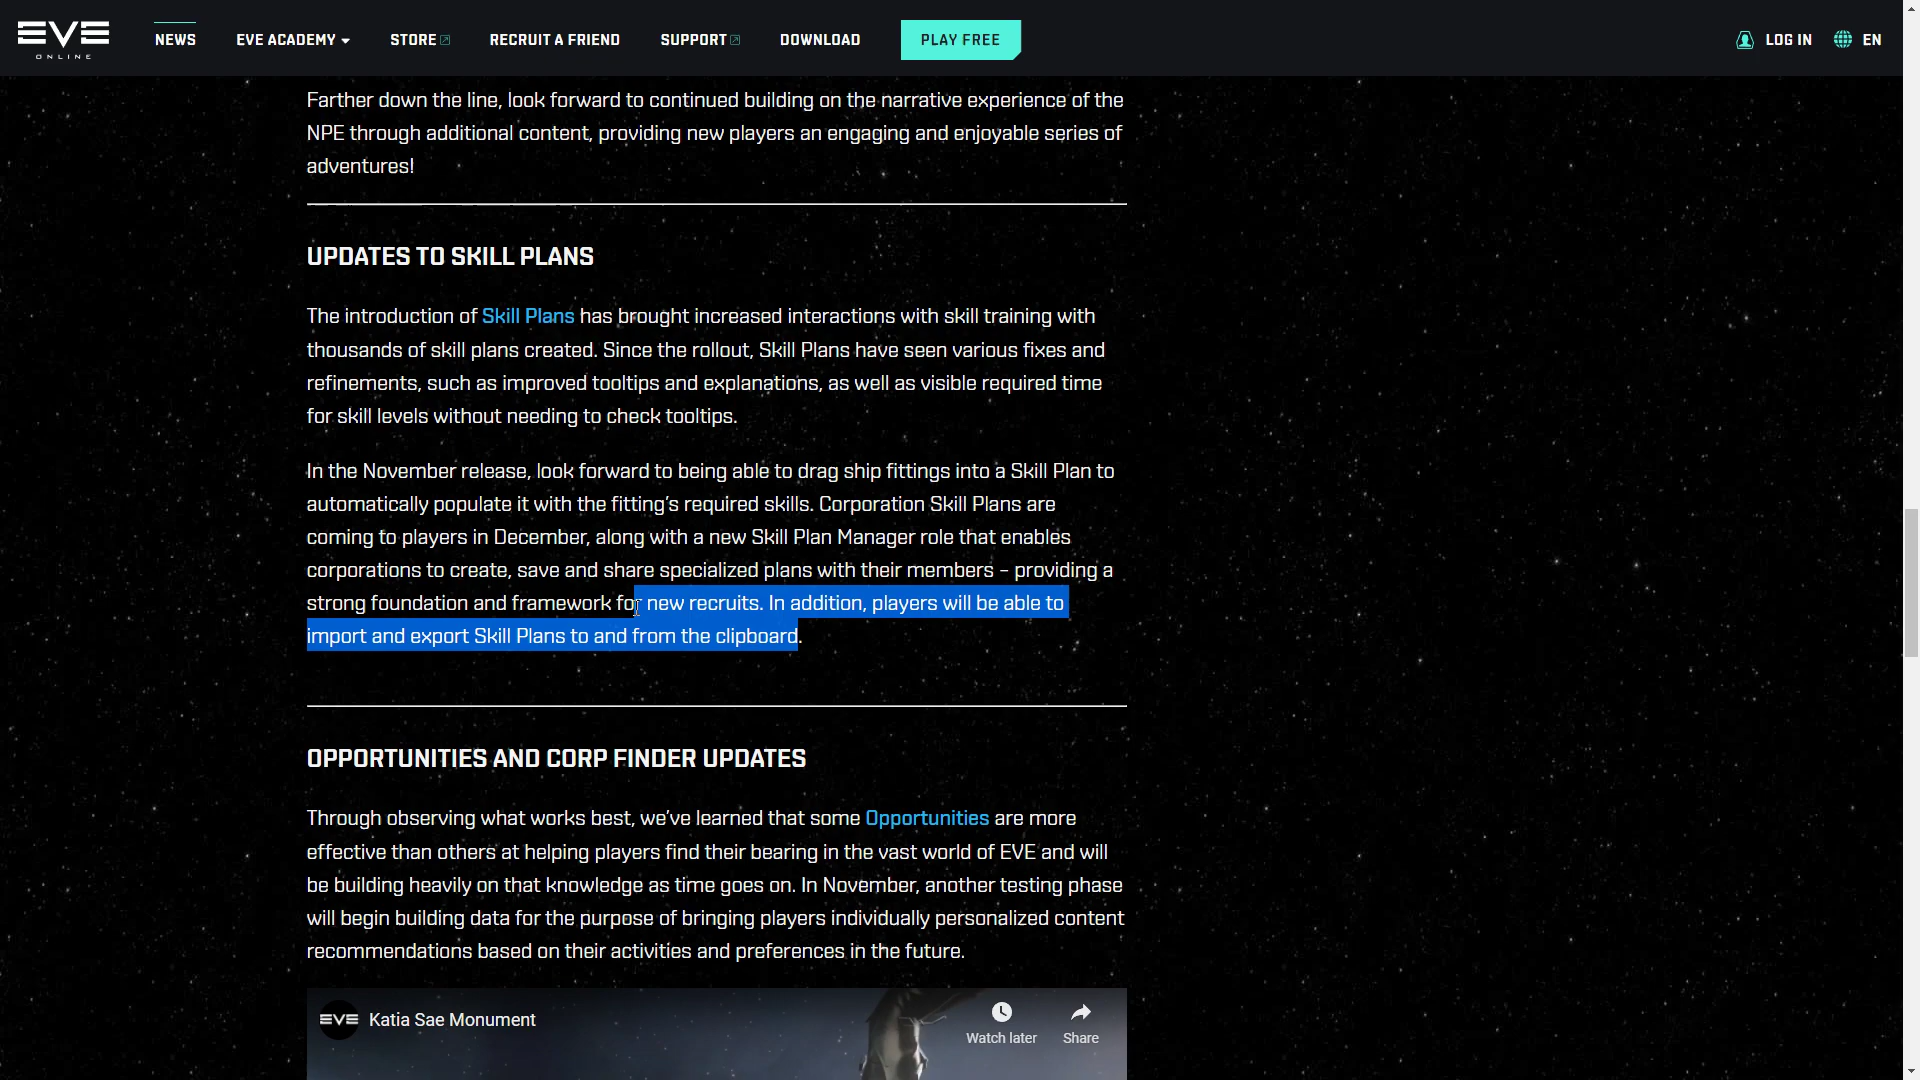 EVE
ONLINE
NEWS
EVE ACADEMY
STORE
RECRUIT A FRIEND
SUPPORT
DOWNLOAD
PLAY FREE
LOG IN
EN
Farther down the line, look forward to continued building on the narrative experience of the
NPE through additional content, providing new players an engaging and enjoyable series of
adventures!
UPDATES TO SKILL PLANS
The introduction of Skill Plans has brought increased interactions with skill training with
thousands of skill plans created. Since the rollout, Skill Plans have seen various fixes and
refinements, such as improved tooltips and explanations, as well as visible required time
for skill levels without needing to check tooltips.
In the November release, look forward to being able to drag ship fittings into a Skill Plan to
automatically populate it with the fitting's required skills. Corporation Skill Plans are
coming to players in December, along with a new Skill Plan Manager role that enables
corporations to create, save and share specialized plans with their members – providing a
strong foundation and framework for new recruits. In addition, players will be able to
import and export Skill Plans to and from the clipboard.
OPPORTUNITIES AND CORP FINDER UPDATES
Through observing what works best, we've learned that some Opportunities are more
effective than others at helping players find their bearing in the vast world of EVE and will
be building heavily on that knowledge as time goes on. In November, another testing phase
will begin building data for the purpose of bringing players individually personalized content
recommendations based on their activities and preferences in the future.
EVE
Katia Sae Monument
Watch later
Share